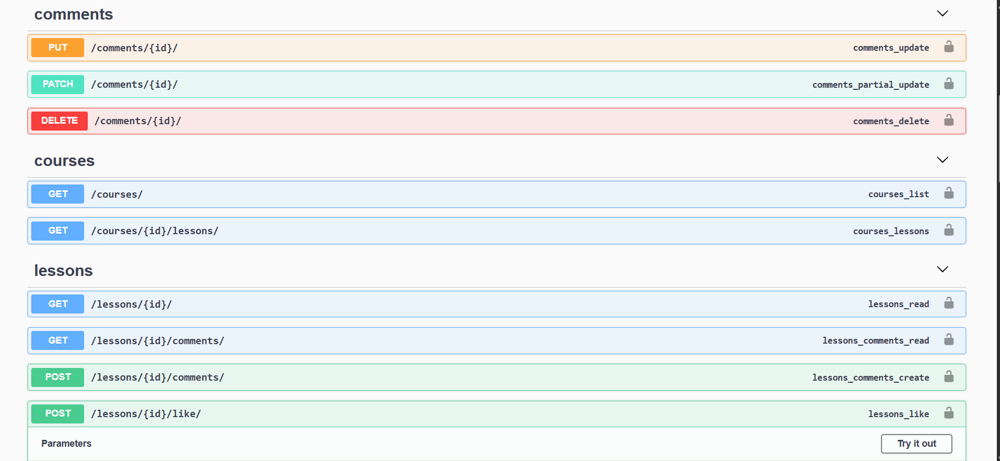 comments
PUT /comments/{id}/ comments_update
PATCH /comments/{id}/ comments_partial_update
DELETE /comments/{id}/ comments_delete
courses
GET /courses/ courses_list
GET /courses/{id}/lessons/ courses_lessons
lessons
GET /lessons/{id}/ lessons_read
GET /lessons/{id}/comments/ lessons_comments_read
POST /lessons/{id}/comments/ lessons_comments_create
POST /lessons/{id}/like/ lessons_like
Parameters Try it out